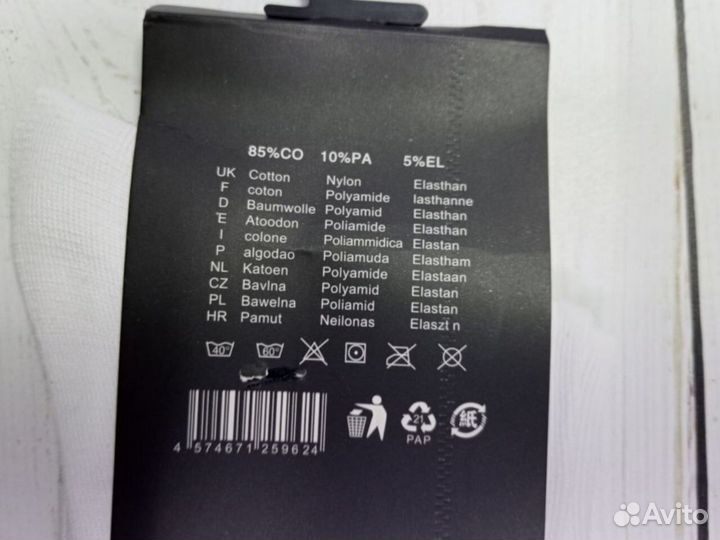 85%CO 10%PA 5%EL
UK Cotton Nylon Elasthan
F coton Polyamide lasthanne
D Baumwolle Polyamid Elasthan
E Atoodon Poliamide Elasthan
I colone Poliammidica Elastan
P algodao Poliamuda Elastham
NL Katoen Polyamide Elastaan
CZ Bavlna Polyamid Elastan
PL Bawelna Poliamid Elastan
HR Pamut Neilonas Elaszt n
40° 60°
4 574671 259624
21
PAP
紙
Avito